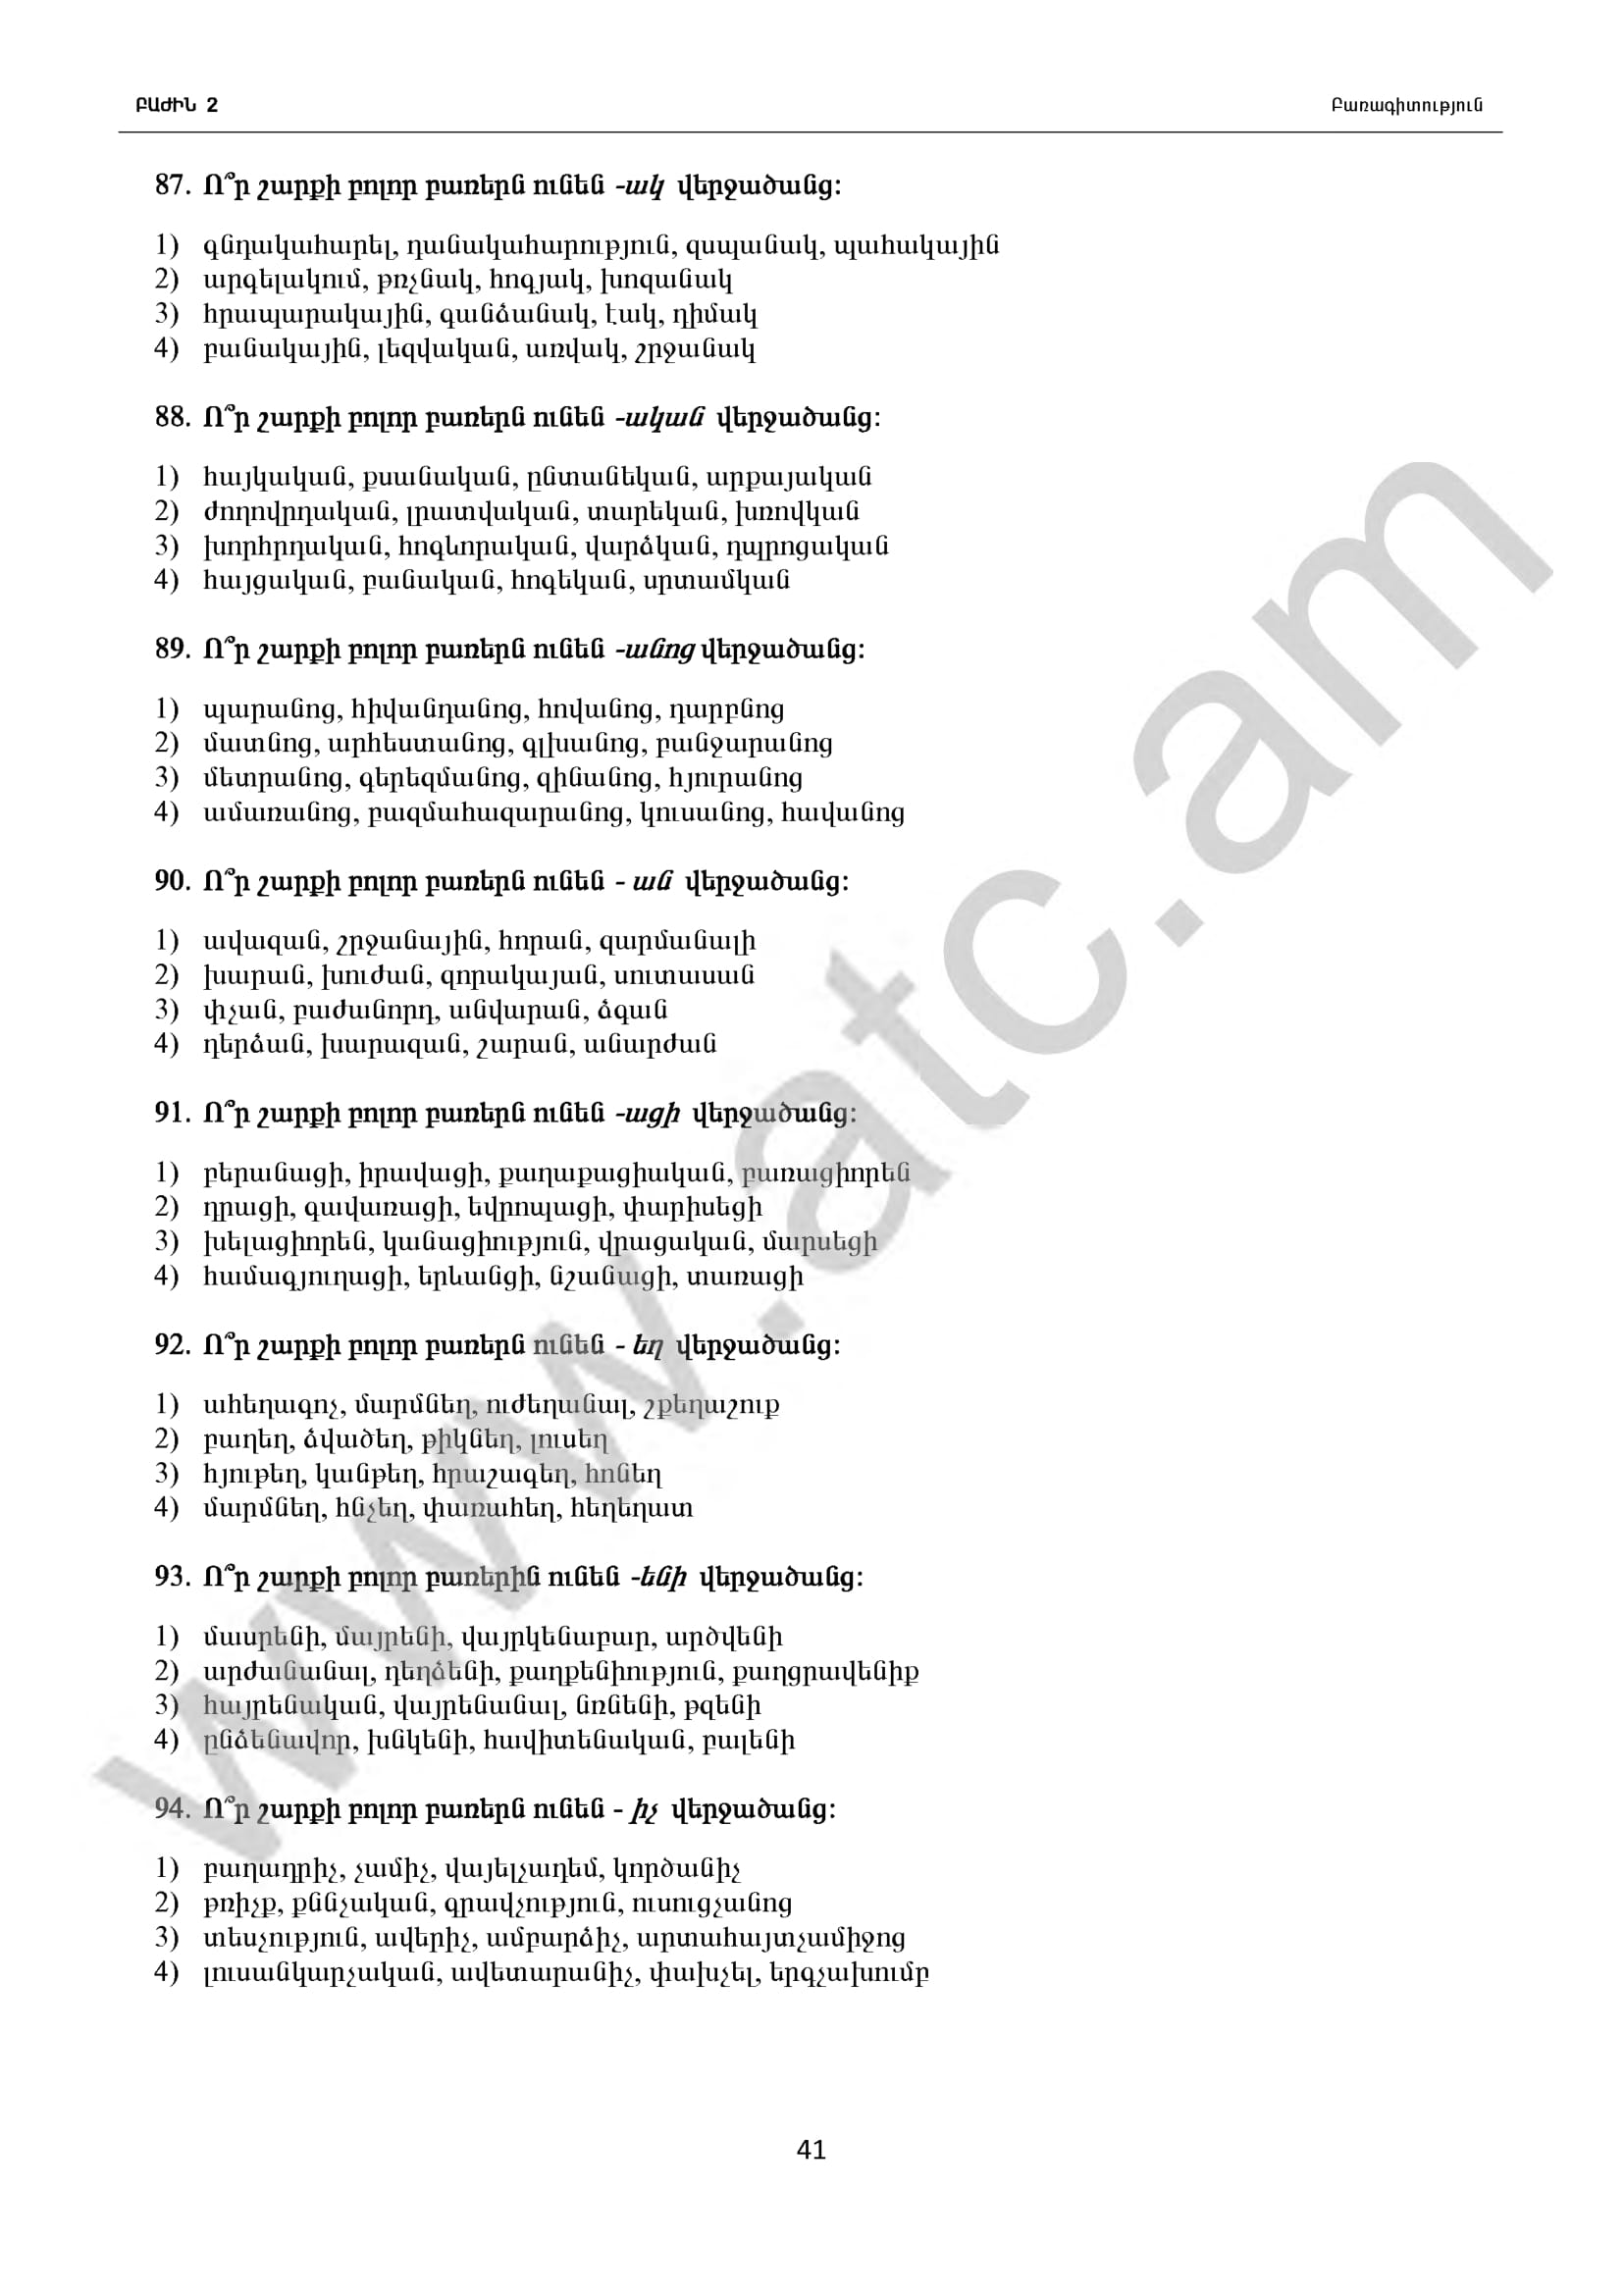 ԲԱԺԻՆ 2
Բառագիտություն
87. Ո՞ր շարքի բոլոր բառերն ունեն -ակ վերջածանց:
1) գնդակահարել, դանակահարություն, զսպանակ, պահակային
2) արգելակում, թռչնակ, հոգյակ, խոզանակ
3) հրապարակային, գանձանակ, էակ, դիմակ
4) բանակային, լեզվական, առվակ, շրջանակ
88. Ո՞ր շարքի բոլոր բառերն ունեն -ական վերջածանց:
1) հայկական, քսանական, ընտանեկան, արքայական
2) ժողովրդական, լրատվական, տարեկան, խռովկան
3) խորհրդական, հոգևորական, վարձկան, դպրոցական
4) հայցական, բանական, հոգեկան, սրտամկան
89. Ո՞ր շարքի բոլոր բառերն ունեն -անոց վերջածանց:
1) պարանոց, հիվանդանոց, հովանոց, դարբնոց
2) մատնոց, արհեստանոց, գլխանոց, բանջարանոց
3) մետրանոց, գերեզմանոց, զինանոց, հյուրանոց
4) ամառանոց, բազմահազարանոց, կուսանոց, հավանոց
90. Ո՞ր շարքի բոլոր բառերն ունեն - ան վերջածանց:
1) ավազան, շրջանային, հորան, զարմանալի
2) խարան, խուժան, զորակայան, սուտասան
3) փչան, բաժանորդ, անվարան, ձգան
4) դերձան, խարազան, շարան, անարժան
91. Ո՞ր շարքի բոլոր բառերն ունեն -ացի վերջածանց:
1) բերանացի, իրավացի, քաղաքացիական, բառացիորեն
2) դրացի, գավառացի, եվրոպացի, փարիսեցի
3) խելացիորեն, կանացիություն, վրացական, մարսեցի
4) համագյուղացի, երևանցի, նշանացի, տառացի
92. Ո՞ր շարքի բոլոր բառերն ունեն - եղ վերջածանց:
1) ահեղագոչ, մարմնեղ, ուժեղանալ, շքեղաշուք
2) բաղեղ, ձվածեղ, թիկնեղ, լուսեղ
3) հյութեղ, կանթեղ, հրաշագեղ, հոնեղ
4) մարմնեղ, հնչեղ, փառահեղ, հեղեղատ
93. Ո՞ր շարքի բոլոր բառերին ունեն -ենի վերջածանց:
1) մասրենի, մայրենի, վայրկենաբար, արծվենի
2) արժանանալ, դեղձենի, քաղքենիություն, քաղցրավենիք
3) հայրենական, վայրենանալ, նռնենի, թզենի
4) ընձենավոր, խնկենի, հավիտենական, բալենի
94. Ո՞ր շարքի բոլոր բառերն ունեն - իչ վերջածանց:
1) բաղադրիչ, չամիչ, վայելչադեմ, կործանիչ
2) թռիչք, քննչական, գրավչություն, ուսուցչանոց
3) տեսչություն, ավերիչ, ամբարձիչ, արտահայտչամիջոց
4) լուսանկարչական, ավետարանիչ, փախչել, երգչախումբ
www.atc.am
41